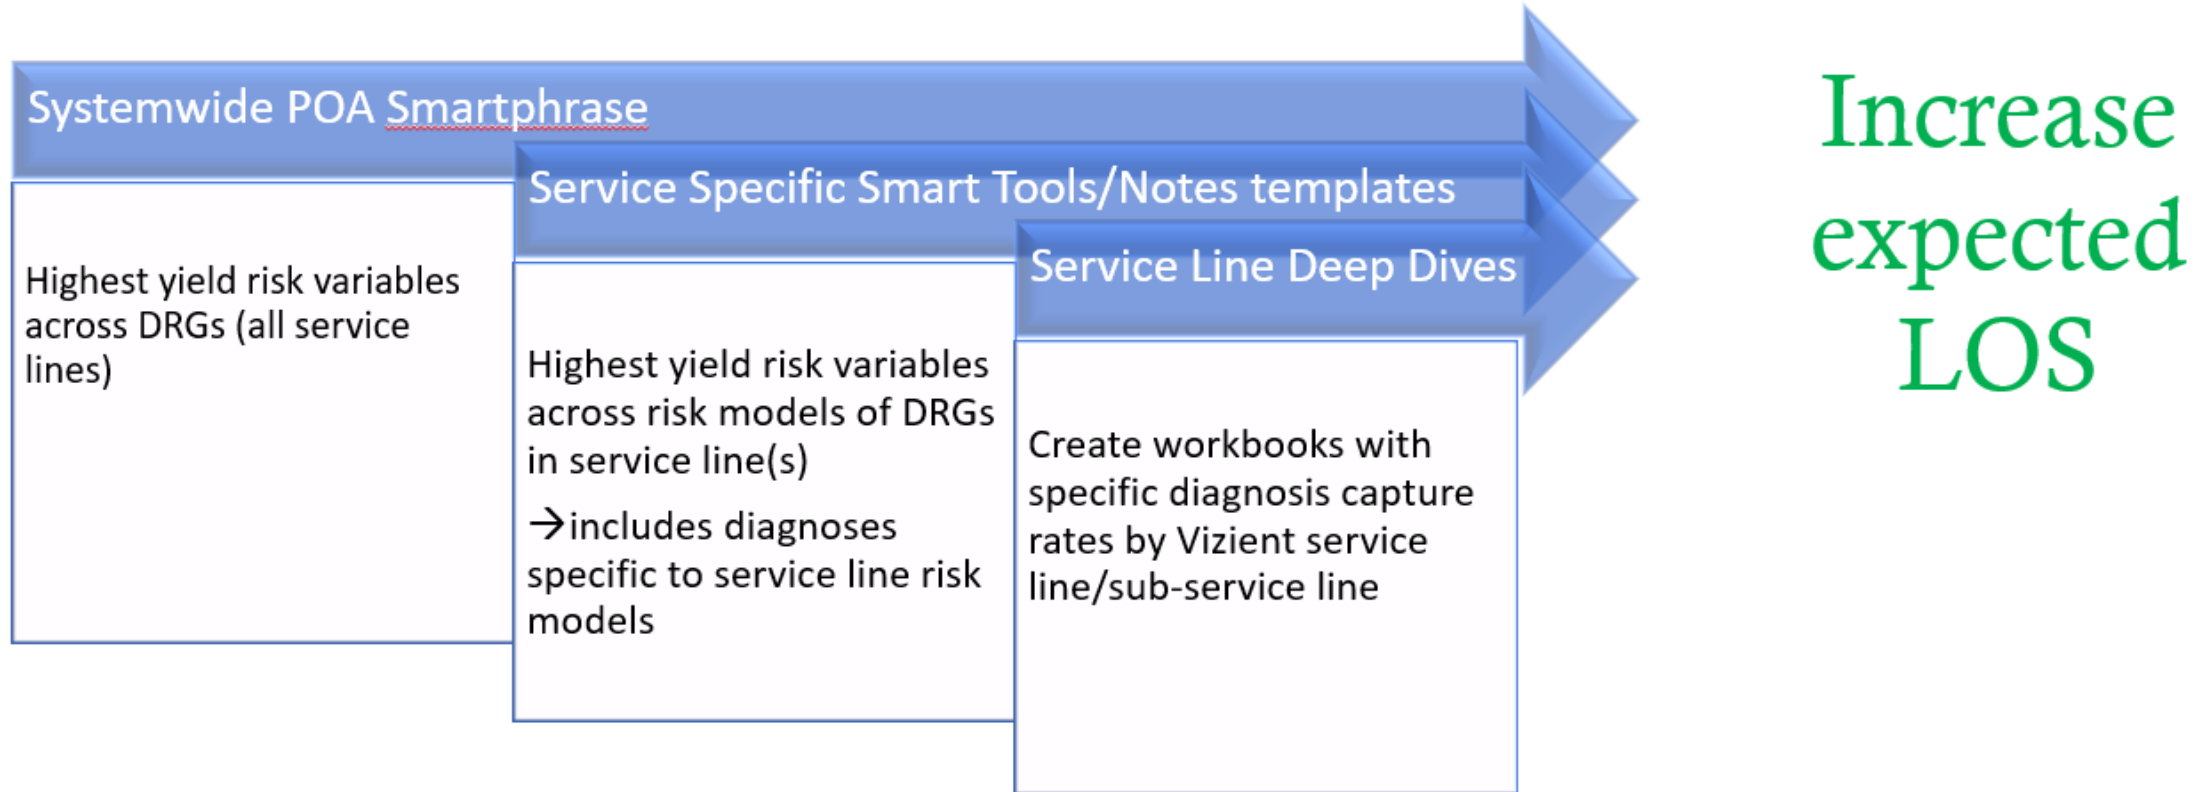 Systemwide POA Smartphrase
Highest yield risk variables
across DRGs (all service
lines)
Service Specific Smart Tools/Notes templates
Highest yield risk variables
across risk models of DRGs
in service line(s)
→includes diagnoses
specific to service line risk
models
Service Line Deep Dives
Create workbooks with
specific diagnosis capture
rates by Vizient service
line/sub-service line
Increase
expected
LOS